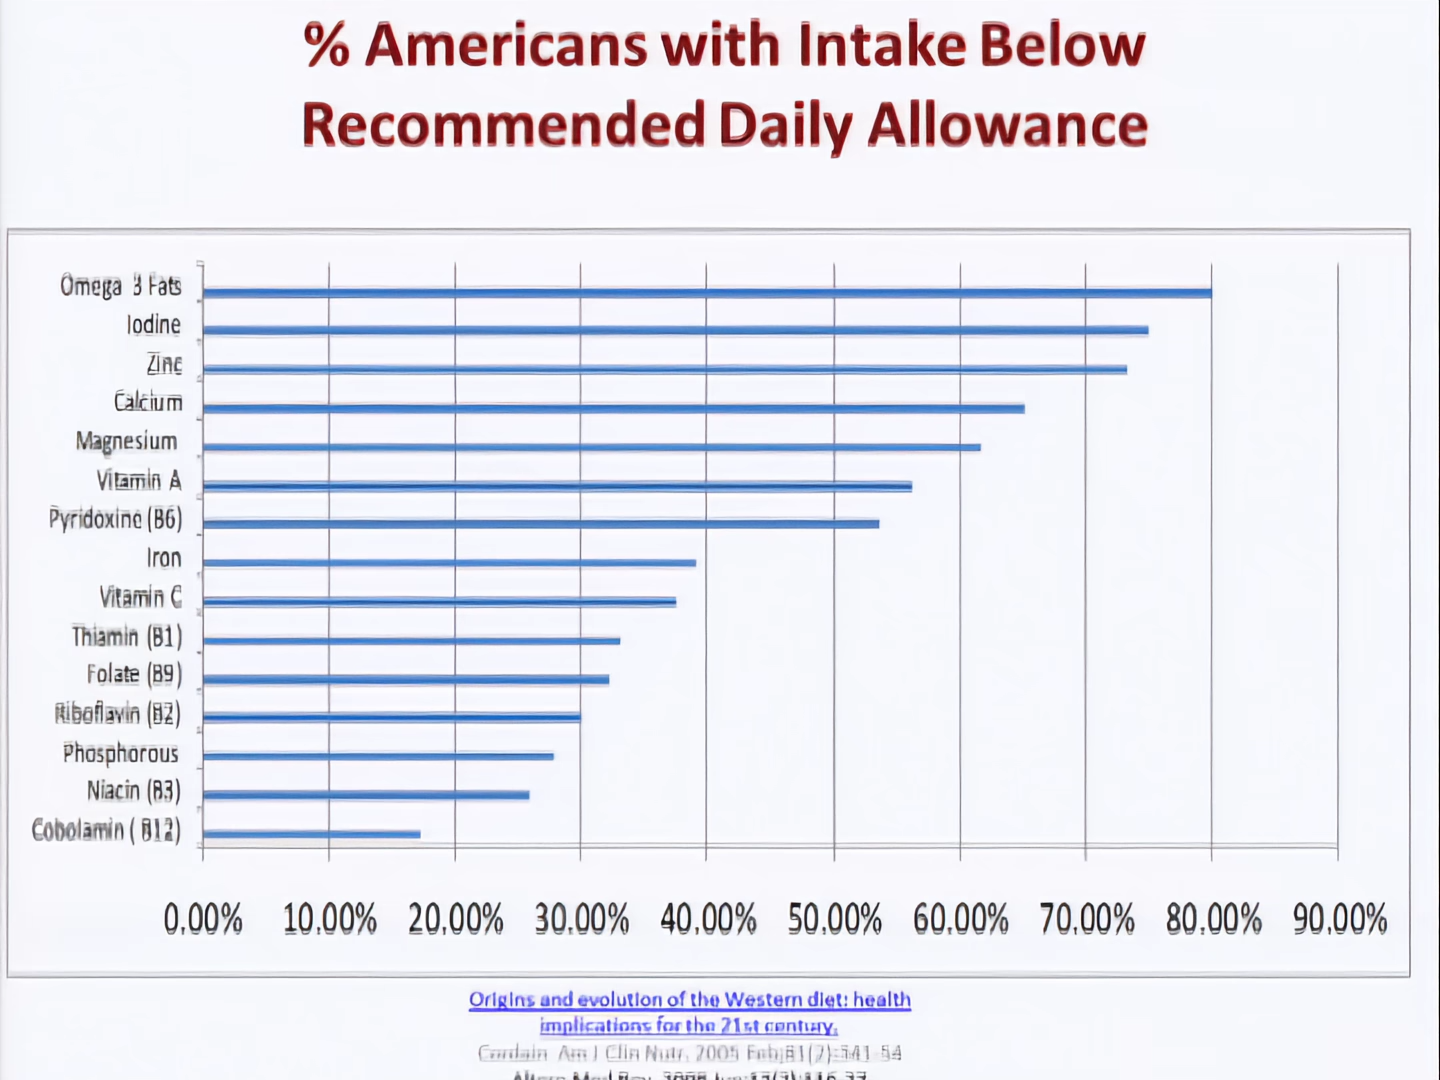 % Americans with Intake Below
Recommended Daily Allowance
Omega 3 Fats
Iodine
Zinc
Calcium
Magnesium
Vitamin A
Pyridoxine (B6)
Iron
Vitamin C
Thiamin (B1)
Folate (B9)
Riboflavin (B2)
Phosphorous
Niacin (B3)
Cobolamin ( B12)
0.00% 10.00% 20.00% 30.00% 40.00% 50.00% 60.00% 70.00% 80.00% 90.00%
Origins and evolution of the Western diet: health
implications for the 21st century.
Cordain Am J Clin Nutr. 2005 Feb;81(2):341-54